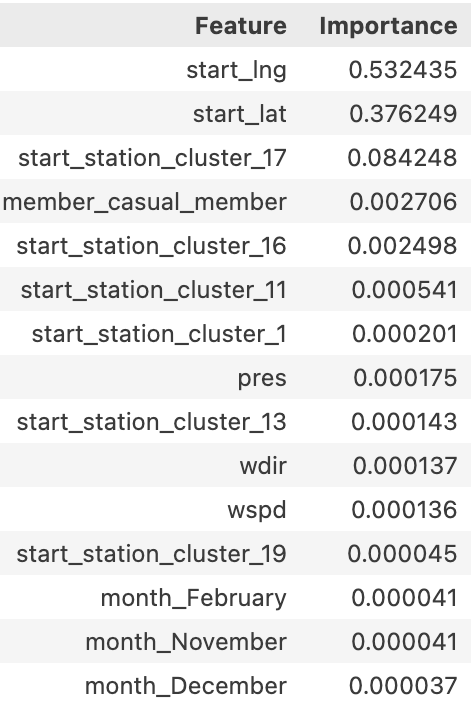 Feature Importance
start_lng 0.532435
start_lat 0.376249
start_station_cluster_17 0.084248
member_casual_member 0.002706
start_station_cluster_16 0.002498
start_station_cluster_11 0.000541
start_station_cluster_1 0.000201
pres 0.000175
start_station_cluster_13 0.000143
wdir 0.000137
wspd 0.000136
start_station_cluster_19 0.000045
month_February 0.000041
month_November 0.000041
month_December 0.000037